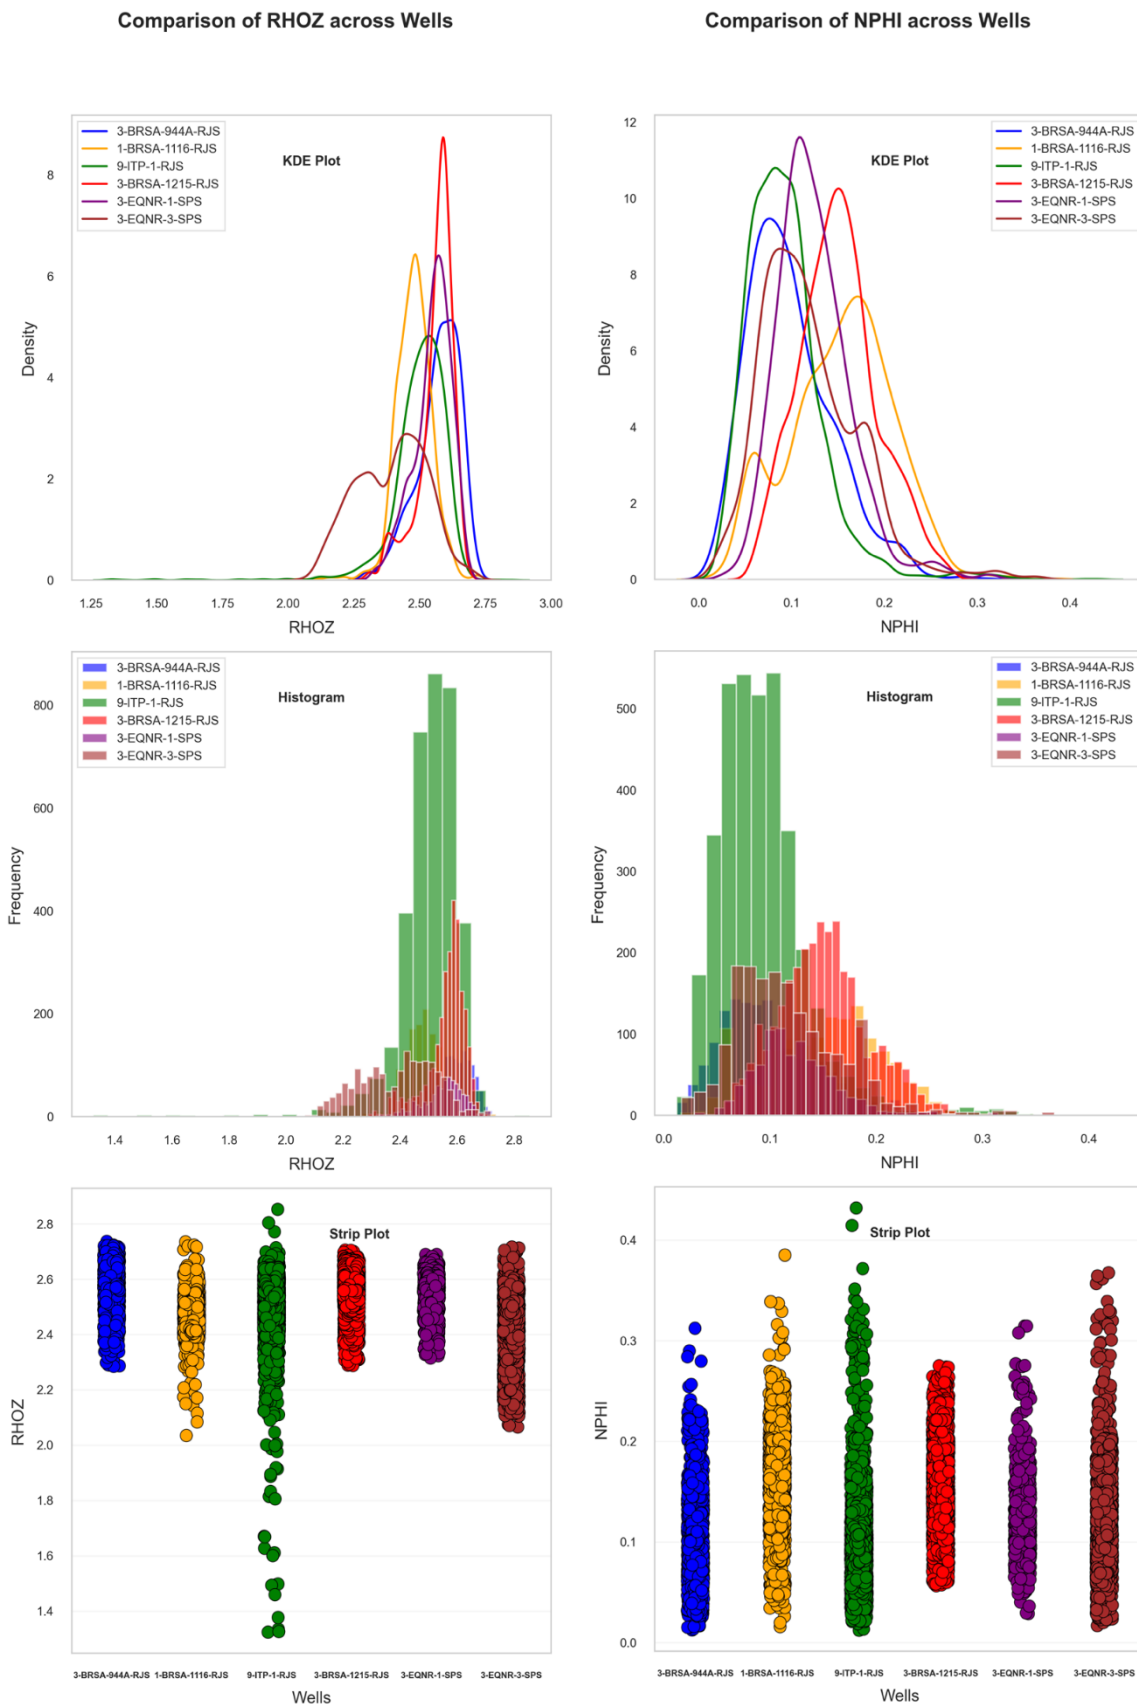 Comparison of RHOZ across Wells
Comparison of NPHI across Wells
3-BRSA-944A-RJS
1-BRSA-1116-RJS
9-ITP-1-RJS
3-BRSA-1215-RJS
3-EQNR-1-SPS
3-EQNR-3-SPS
KDE Plot
8
6
4
2
0
Density
1.25 1.50 1.75 2.00 2.25 2.50 2.75 3.00
RHOZ
3-BRSA-944A-RJS
1-BRSA-1116-RJS
9-ITP-1-RJS
3-BRSA-1215-RJS
3-EQNR-1-SPS
3-EQNR-3-SPS
KDE Plot
12
10
8
6
4
2
0
Density
0.0 0.1 0.2 0.3 0.4
NPHI
3-BRSA-944A-RJS
1-BRSA-1116-RJS
9-ITP-1-RJS
3-BRSA-1215-RJS
3-EQNR-1-SPS
3-EQNR-3-SPS
Histogram
800
600
400
200
0
Frequency
1.4 1.6 1.8 2.0 2.2 2.4 2.6 2.8
RHOZ
3-BRSA-944A-RJS
1-BRSA-1116-RJS
9-ITP-1-RJS
3-BRSA-1215-RJS
3-EQNR-1-SPS
3-EQNR-3-SPS
Histogram
500
400
300
200
100
0
Frequency
0.0 0.1 0.2 0.3 0.4
NPHI
Strip Plot
2.8
2.6
2.4
2.2
2.0
1.8
1.6
1.4
RHOZ
3-BRSA-944A-RJS 1-BRSA-1116-RJS 9-ITP-1-RJS 3-BRSA-1215-RJS 3-EQNR-1-SPS 3-EQNR-3-SPS
Wells
Strip Plot
0.4
0.3
0.2
0.1
0.0
NPHI
3-BRSA-944A-RJS 1-BRSA-1116-RJS 9-ITP-1-RJS 3-BRSA-1215-RJS 3-EQNR-1-SPS 3-EQNR-3-SPS
Wells